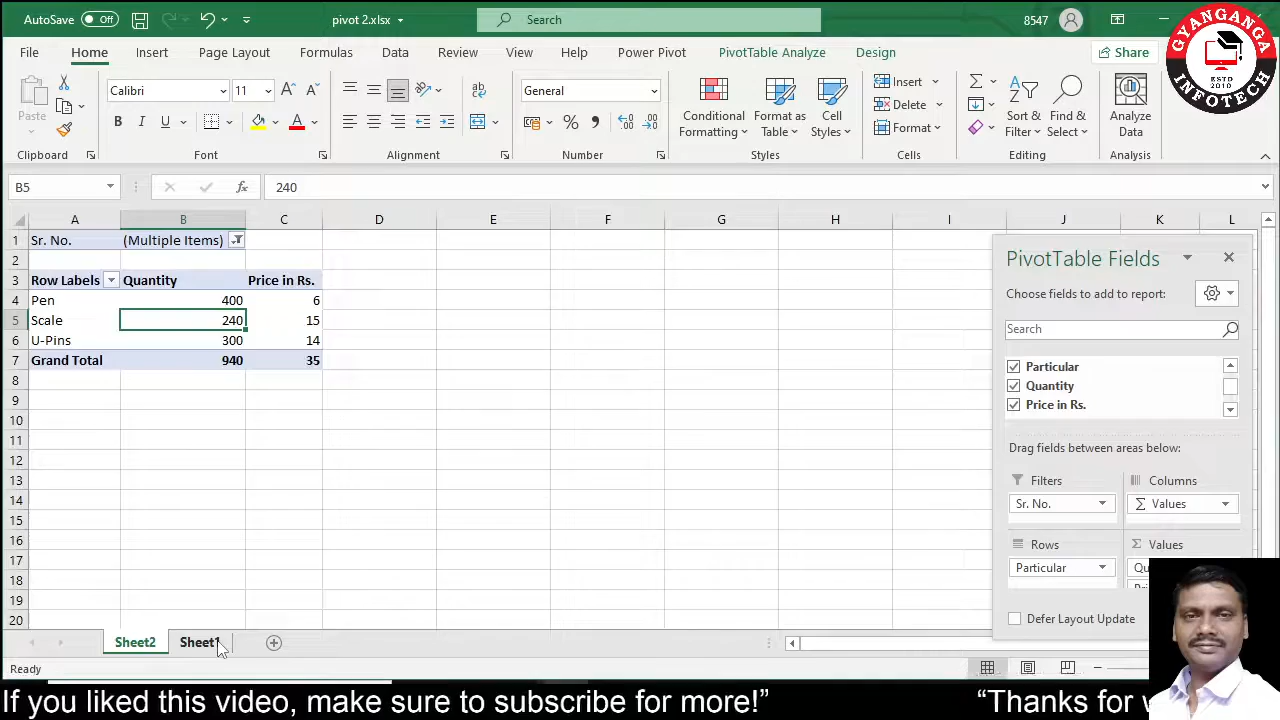 AutoSave Off pivot 2.xlsx Search 8547
File Home Insert Page Layout Formulas Data Review View Help Power Pivot PivotTable Analyze Design Share
Paste Calibri 11 General Conditional Formatting Format as Table Cell Styles Insert Delete Format Sort & Filter Find & Select Analyze Data
Clipboard Font Alignment Number Styles Cells Editing Analysis
GYANGANGA INFOTECH
ESTD 2010
B5 fx 240
A B C D E F G H I J K L
1 Sr. No. (Multiple Items)
2
3 Row Labels Quantity Price in Rs.
4 Pen 400 6
5 Scale 240 15
6 U-Pins 300 14
7 Grand Total 940 35
8
9
10
11
12
13
14
15
16
17
18
19
20
PivotTable Fields
Choose fields to add to report:
Search
Particular
Quantity
Price in Rs.
Drag fields between areas below:
Filters Columns
Sr. No. Σ Values
Rows Σ Values
Particular
Defer Layout Update
Sheet2 Sheet1
Ready
If you liked this video, make sure to subscribe for more!” “Thanks for